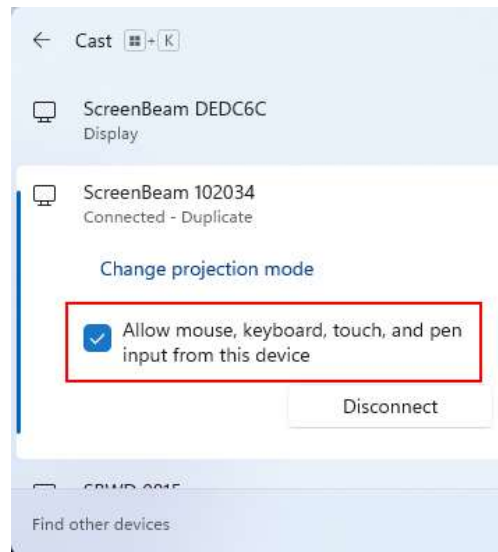 Cast + K
ScreenBeam DEDC6C
Display
ScreenBeam 102034
Connected - Duplicate
Change projection mode
Allow mouse, keyboard, touch, and pen
input from this device
Disconnect
Find other devices